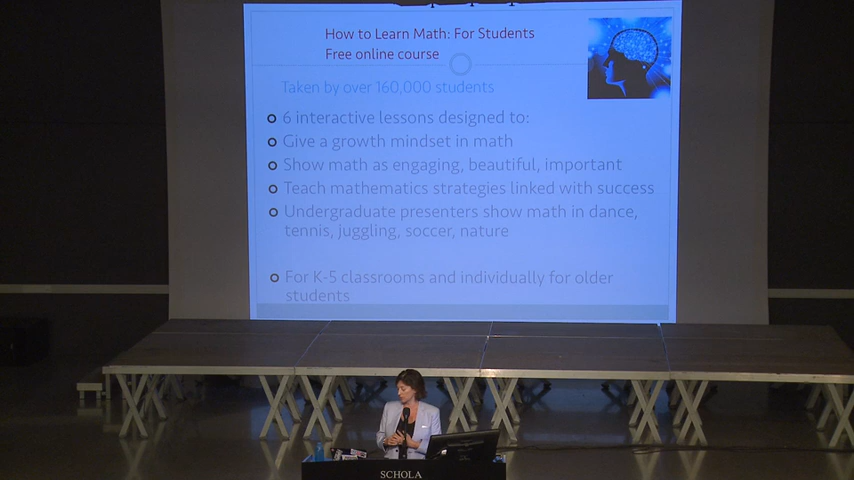 How to Learn Math: For Students
Free online course
Taken by over 160,000 students
6 interactive lessons designed to:
Give a growth mindset in math
Show math as engaging, beautiful, important
Teach mathematics strategies linked with success
Undergraduate presenters show math in dance,
tennis, juggling, soccer, nature
For K-5 classrooms and individually for older
students
SCHOLA